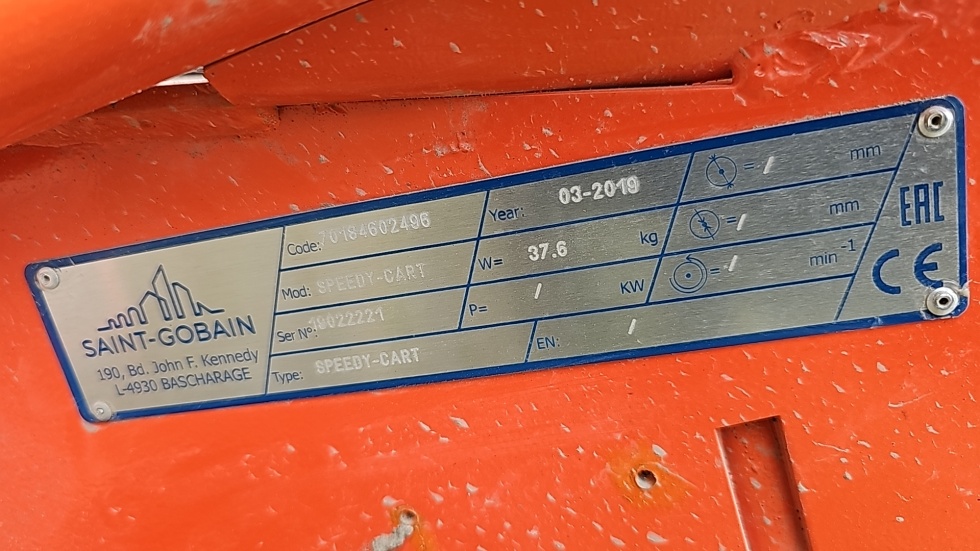 SAINT-GOBAIN
190, Bd. John F. Kennedy
L-4930 BASCHARAGE
Code: 70184602496
Mod: SPEEDY-CART
Ser N°: 19022221
Type: SPEEDY-CART
Year: 03-2019
W= 37.6 kg
P= / KW
EN: /
= / mm
= / mm
= / min -1
EAC
CE